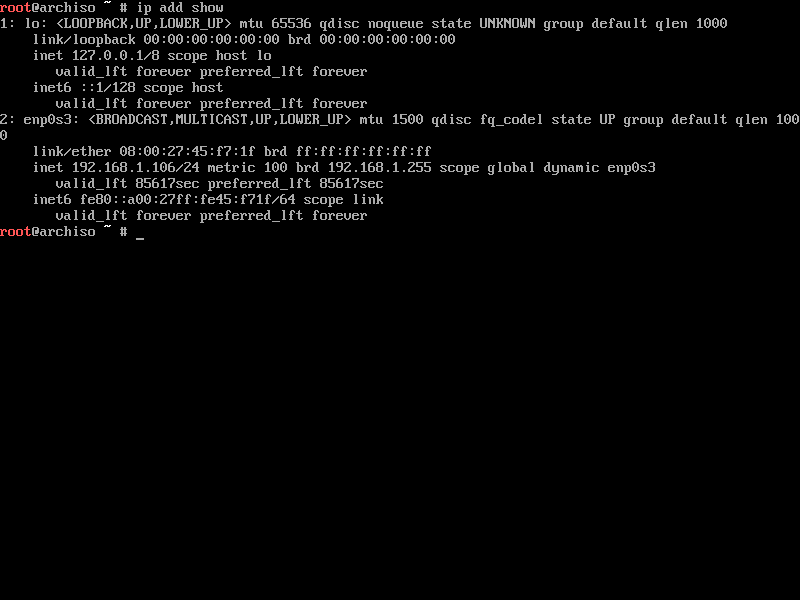 root@archiso ~ # ip add show
1: lo: <LOOPBACK,UP,LOWER_UP> mtu 65536 qdisc noqueue state UNKNOWN group default qlen 1000
    link/loopback 00:00:00:00:00:00 brd 00:00:00:00:00:00
    inet 127.0.0.1/8 scope host lo
       valid_lft forever preferred_lft forever
    inet6 ::1/128 scope host
       valid_lft forever preferred_lft forever
2: enp0s3: <BROADCAST,MULTICAST,UP,LOWER_UP> mtu 1500 qdisc fq_codel state UP group default qlen 100
0
    link/ether 08:00:27:45:f7:1f brd ff:ff:ff:ff:ff:ff
    inet 192.168.1.106/24 metric 100 brd 192.168.1.255 scope global dynamic enp0s3
       valid_lft 85617sec preferred_lft 85617sec
    inet6 fe80::a00:27ff:fe45:f71f/64 scope link
       valid_lft forever preferred_lft forever
root@archiso ~ # _